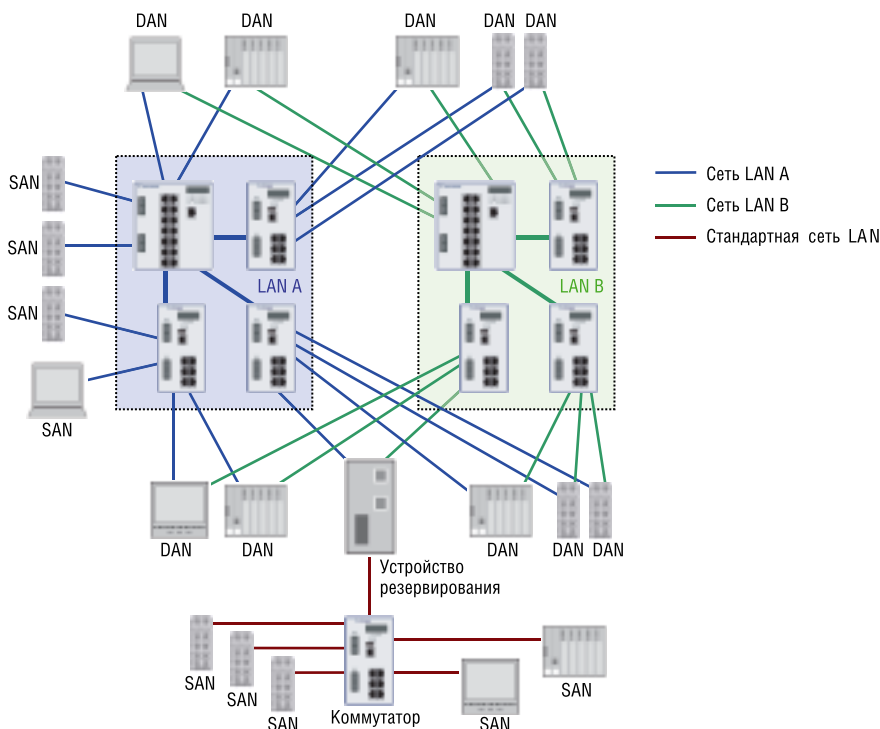 DAN
DAN
DAN
DAN
DAN
SAN
SAN
SAN
SAN
LAN A
LAN B
Сеть LAN A
Сеть LAN B
Стандартная сеть LAN
DAN
DAN
DAN
DAN
DAN
Устройство
резервирования
SAN
SAN
SAN
Коммутатор
SAN
SAN